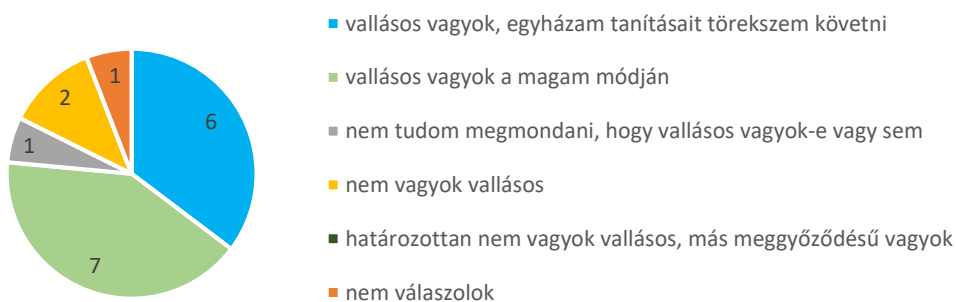 vallásos vagyok, egyházam tanításait törekszem követni
vallásos vagyok a magam módján
nem tudom megmondani, hogy vallásos vagyok-e vagy sem
nem vagyok vallásos
határozottan nem vagyok vallásos, más meggyőződésű vagyok
nem válaszolok
1
6
2
1
7